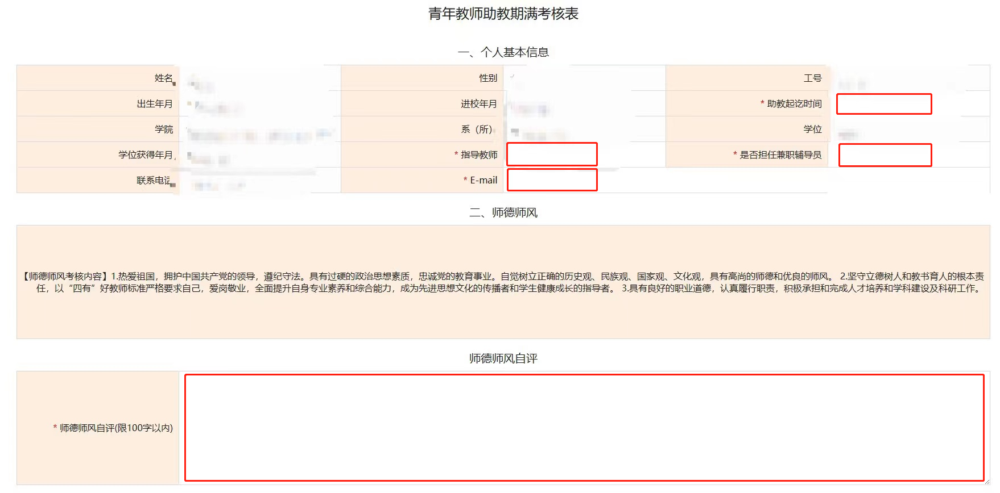 青年教师助教期满考核表
一、个人基本信息
姓名 性别 工号
出生年月 进校年月 * 助教起讫时间
学院 系（所） 学位
学位获得年月 * 指导教师 * 是否担任兼职辅导员
联系电话 * E-mail
二、师德师风
【师德师风考核内容】1.热爱祖国，拥护中国共产党的领导，遵纪守法。具有过硬的政治思想素质，忠诚党的教育事业。自觉树立正确的历史观、民族观、国家观、文化观，具有高尚的师德和优良的师风。 2.坚守立德树人和教书育人的根本责
任，以“四有”好教师标准严格要求自己，爱岗敬业，全面提升自身专业素养和综合能力，成为先进思想文化的传播者和学生健康成长的指导者。 3.具有良好的职业道德，认真履行职责，积极承担和完成人才培养和学科建设及科研工作。
师德师风自评
* 师德师风自评(限100字以内)